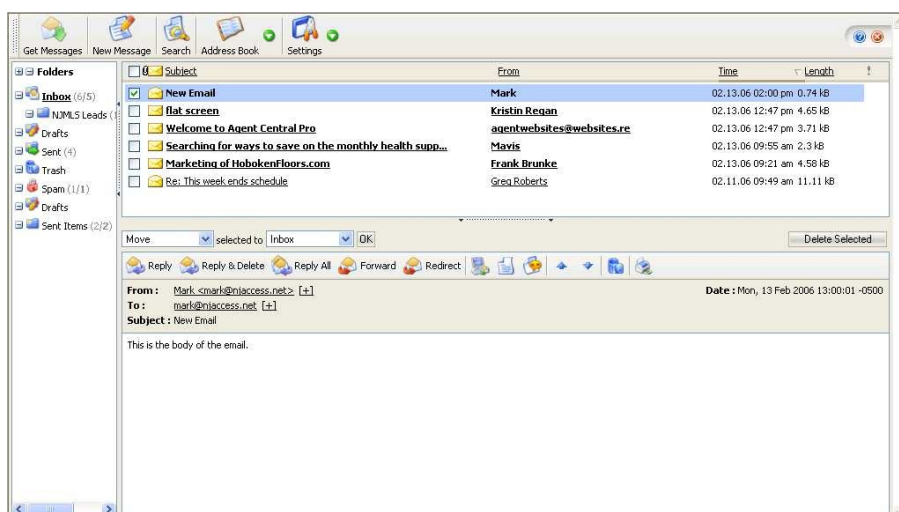 Get Messages New Message Search Address Book Settings
Folders
Inbox (6/5)
NJMLS Leads (1
Drafts
Sent (4)
Trash
Spam (1/1)
Drafts
Sent Items (2/2)
Subject From Time Length !
New Email Mark 02.13.06 02:00 pm 0.74 kB
flat screen Kristin Regan 02.13.06 12:47 pm 4.65 kB
Welcome to Agent Central Pro agentwebsites@websites.re 02.13.06 12:47 pm 3.71 kB
Searching for ways to save on the monthly health supp... Mavis 02.13.06 09:55 am 2.3 kB
Marketing of HobokenFloors.com Frank Brunke 02.13.06 09:21 am 4.58 kB
Re: This week ends schedule Greg Roberts 02.11.06 09:49 am 11.11 kB
Move selected to Inbox OK Delete Selected
Reply Reply & Delete Reply All Forward Redirect
From : Mark <mark@njaccess.net> [+] Date : Mon, 13 Feb 2006 13:00:01 -0500
To : mark@njaccess.net [+]
Subject : New Email
This is the body of the email.